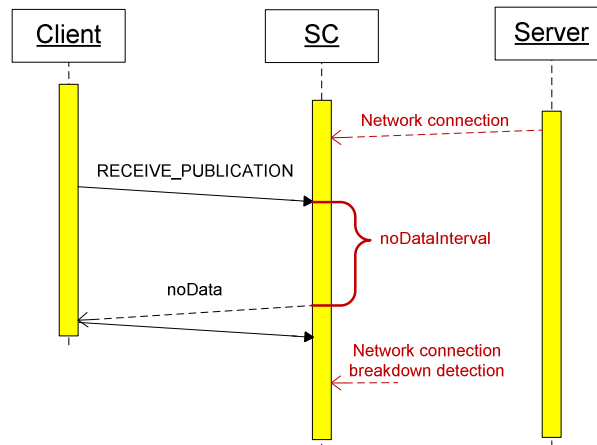 Client
SC
Server
Network connection
RECEIVE_PUBLICATION
noDataInterval
noData
Network connection
breakdown detection